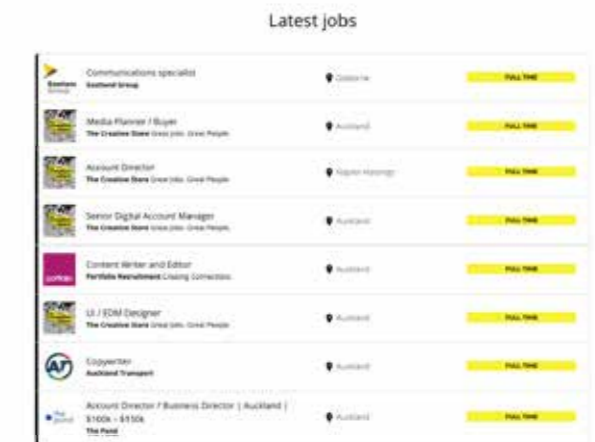 Latest jobs
Communications specialist
Eastland Group
Gisborne
FULL TIME
Media Planner / Buyer
The Creative Store Great Jobs. Great People.
Auckland
FULL TIME
Account Director
The Creative Store Great Jobs. Great People.
Napier Hastings
FULL TIME
Senior Digital Account Manager
The Creative Store Great Jobs. Great People.
Auckland
FULL TIME
Content Writer and Editor
Portfolio Recruitment Creating Connections.
Auckland
FULL TIME
UI / EDM Designer
The Creative Store Great Jobs. Great People.
Auckland
FULL TIME
AT
Copywriter
Auckland Transport
Auckland
FULL TIME
Account Director / Business Director | Auckland |
$100k - $150k
The Pond
Auckland
FULL TIME